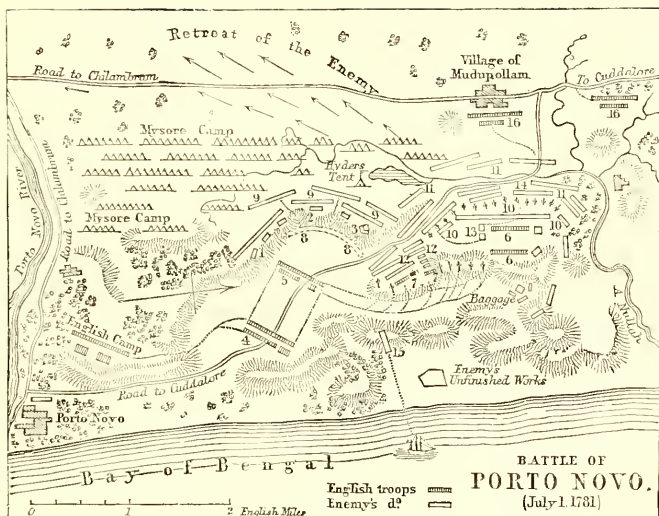 Retreat of the Enemy
Road to Chilambram
Village of
Mudupollam
To Cuddalore
16
16
Mysore Camp
Hyders
Tent
11
11
14
11
9
9
9
2
3
8
8
1
10
10
10
13
6
6
12
12
7
5
Mysore Camp
Porto Novo River
Road to Chilambram
Baggage
A Nullah
English Camp
4
15
Enemy's
Unfinished Works
Road to Cuddalore
Porto Novo
Bay of Bengal
BATTLE OF
PORTO NOVO.
(July 1. 1781)
English troops
Enemy's dº.
0 1 2 English Miles